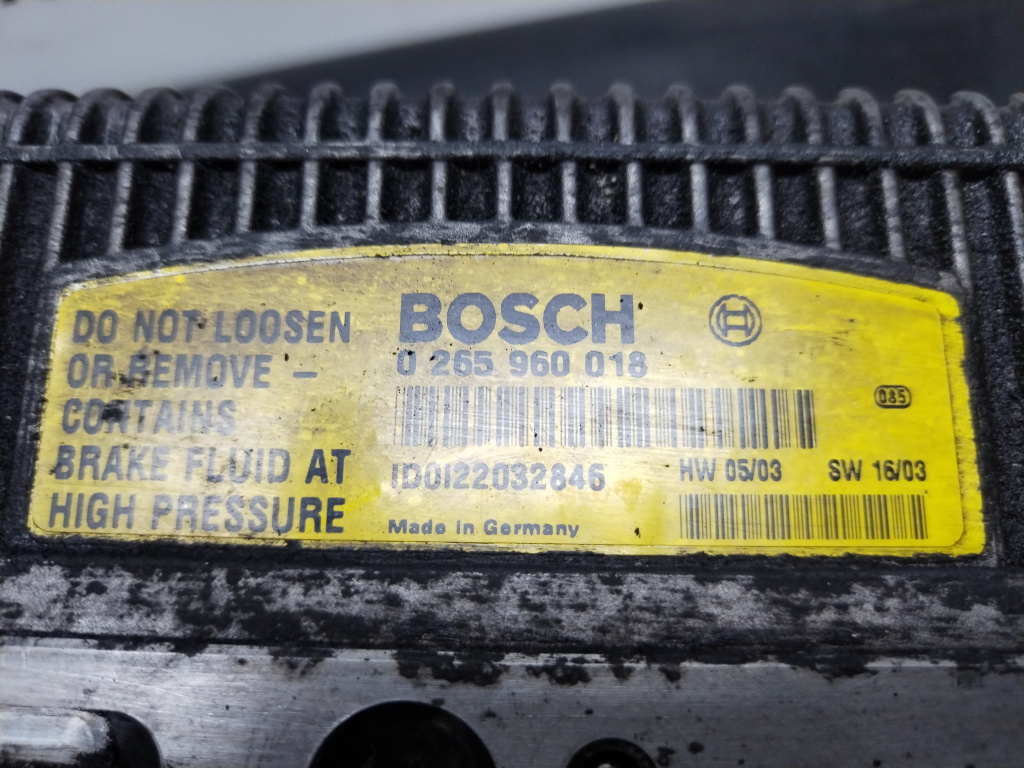 DO NOT LOOSEN
OR REMOVE –
CONTAINS
BRAKE FLUID AT
HIGH PRESSURE
BOSCH
0 265 960 018
ID0I22032846
Made in Germany
085
HW 05/03 SW 16/03